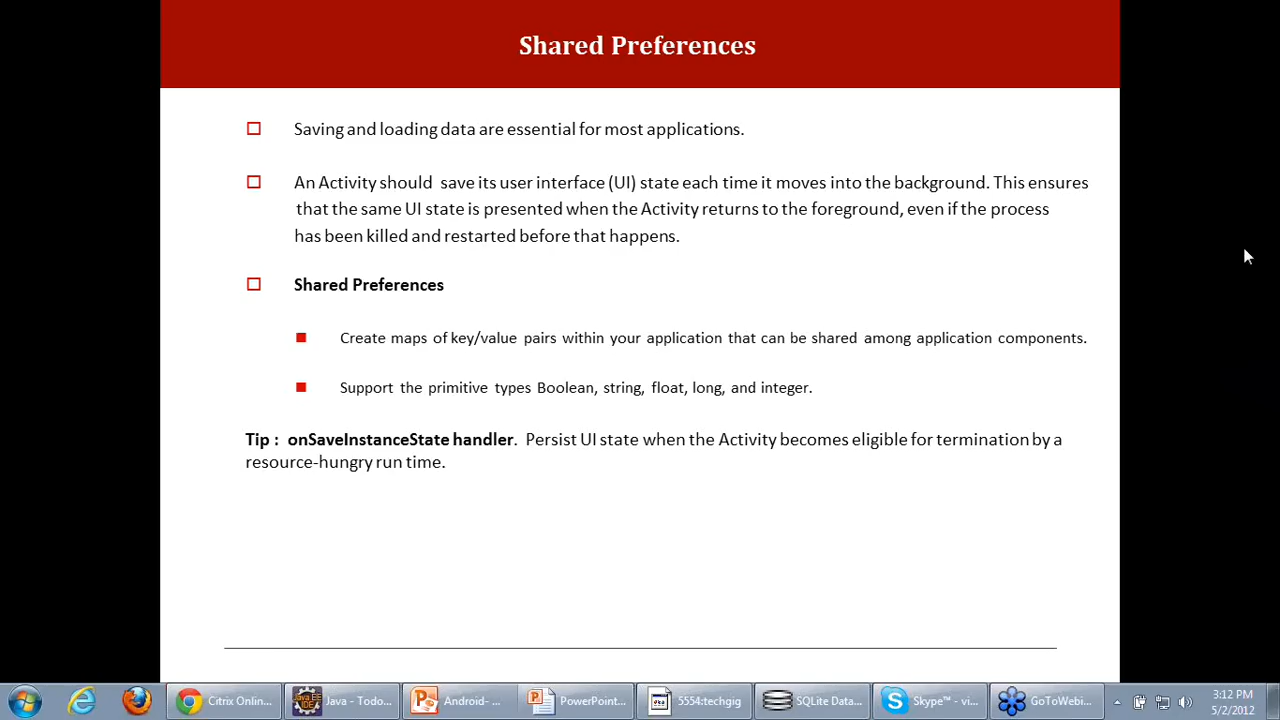 Shared Preferences
Saving and loading data are essential for most applications.
An Activity should save its user interface (UI) state each time it moves into the background. This ensures
that the same UI state is presented when the Activity returns to the foreground, even if the process
has been killed and restarted before that happens.
Shared Preferences
Create maps of key/value pairs within your application that can be shared among application components.
Support the primitive types Boolean, string, float, long, and integer.
Tip : onSaveInstanceState handler. Persist UI state when the Activity becomes eligible for termination by a
resource-hungry run time.
Citrix Onlin... Java - Todo... Android- ... PowerPoint... 5554:techgig SQLite Data... Skype™ - vi... GoToWebi...
3:12 PM
5/2/2012